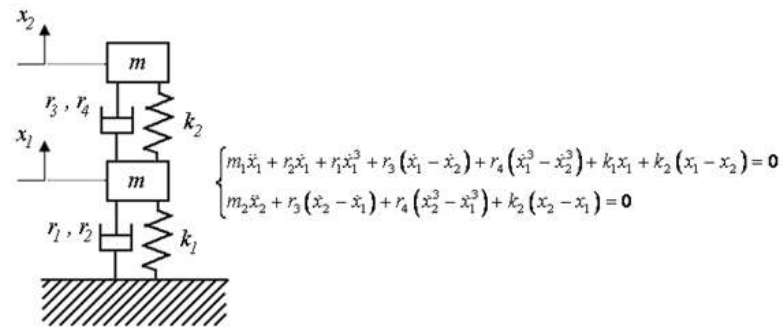 x₂
m
r₃ , r₄
k₂
x₁
m
r₁ , r₂
k₁
m₁ẍ₁ + r₂ẋ₁ + r₁ẋ₁³ + r₃(ẋ₁ − ẋ₂) + r₄(ẋ₁³ − ẋ₂³) + k₁x₁ + k₂(x₁ − x₂) = 0
m₂ẍ₂ + r₃(ẋ₂ − ẋ₁) + r₄(ẋ₂³ − ẋ₁³) + k₂(x₂ − x₁) = 0